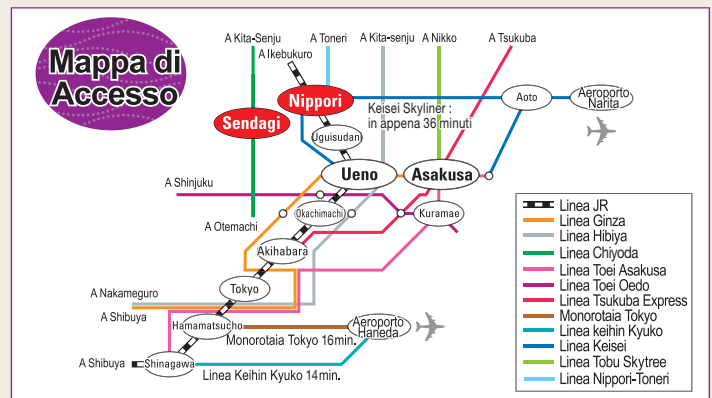 Mappa di
Accesso
A Kita-Senju
A Toneri
A Kita-senju
A Nikko
A Tsukuba
A Ikebukuro
Nippori
Aoto
Aeroporto
Narita
Keisei Skyliner :
in appena 36 minuti
Sendagi
Uguisudani
Ueno
Asakusa
A Shinjuku
Okachimachi
Kuramae
A Otemachi
Akihabara
Tokyo
A Nakameguro
A Shibuya
Hamamatsucho
Aeroporto
Haneda
Monorotaia Tokyo 16min.
A Shibuya
Shinagawa
Linea Keihin Kyuko 14min.
Linea JR
Linea Ginza
Linea Hibiya
Linea Chiyoda
Linea Toei Asakusa
Linea Toei Oedo
Linea Tsukuba Express
Monorotaia Tokyo
Linea keihin Kyuko
Linea Keisei
Linea Tobu Skytree
Linea Nippori-Toneri